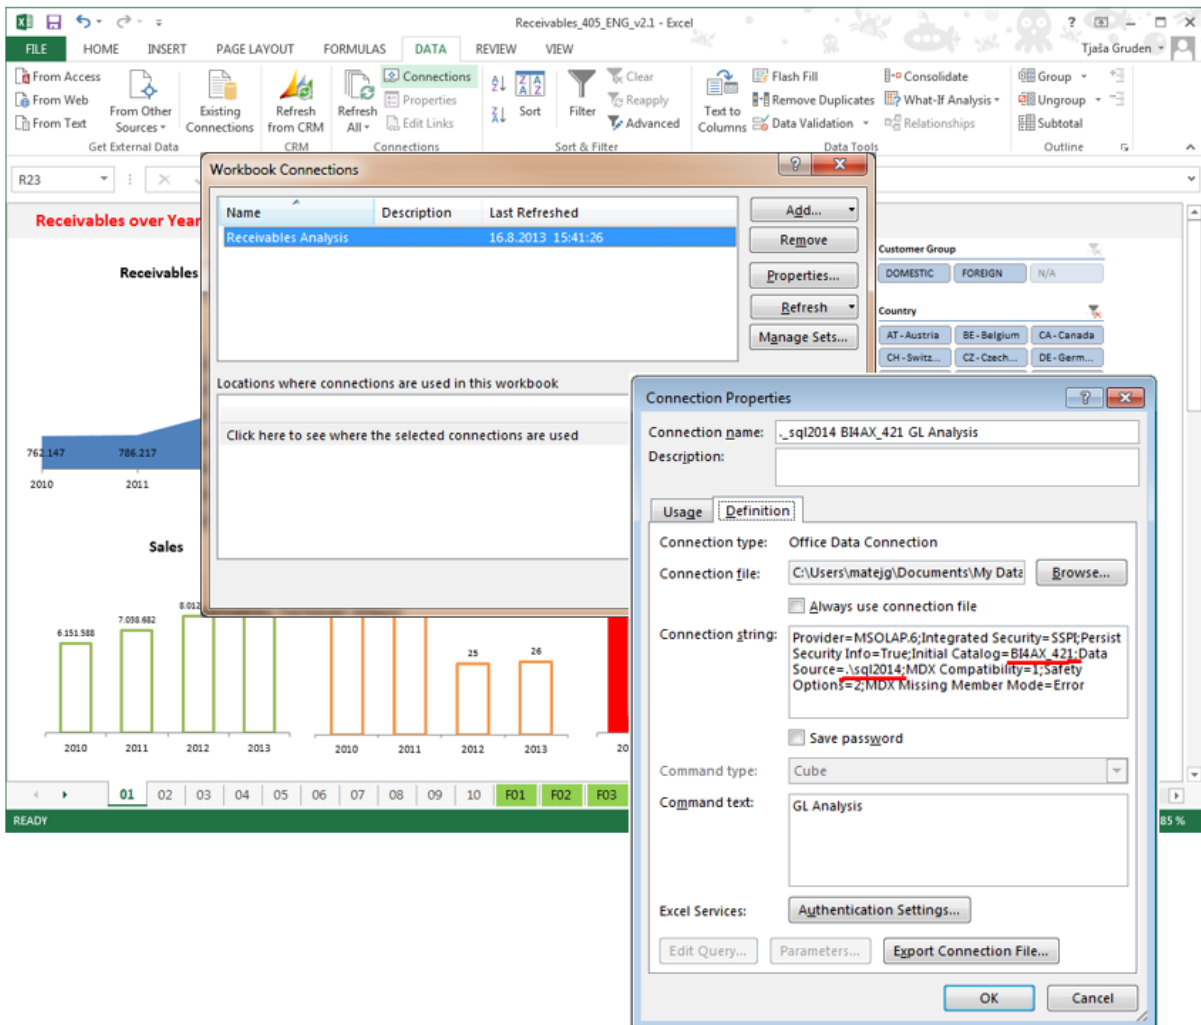 Receivables_405_ENG_v2.1 - Excel
FILE HOME INSERT PAGE LAYOUT FORMULAS DATA REVIEW VIEW Tjaša Gruden
From Access
From Web
From Text
From Other
Sources
Existing
Connections
Get External Data
Refresh
from CRM
CRM
Refresh
All
Connections
Properties
Edit Links
Connections
Sort
Filter
Clear
Reapply
Advanced
Sort & Filter
Text to
Columns
Flash Fill
Remove Duplicates
Data Validation
Consolidate
What-If Analysis
Relationships
Data Tools
Group
Ungroup
Subtotal
Outline
R23
Receivables over Year
Receivables
762.147 786.217
2010 2011
Sales
6.151.588 7.038.682 8.012
2010 2011 2012 2013
25 26
2010 2011 2012 2013
20
Customer Group
DOMESTIC FOREIGN N/A
Country
AT - Austria BE - Belgium CA - Canada
CH - Switz... CZ - Czech... DE - Germ...
Workbook Connections
Name Description Last Refreshed
Receivables Analysis 16.8.2013 15:41:26
Add...
Remove
Properties...
Refresh
Manage Sets...
Locations where connections are used in this workbook
Click here to see where the selected connections are used
Connection Properties
Connection name: ._sql2014 BI4AX_421 GL Analysis
Description:
Usage Definition
Connection type: Office Data Connection
Connection file: C:\Users\matejg\Documents\My Data Browse...
Always use connection file
Connection string: Provider=MSOLAP.6;Integrated Security=SSPI;Persist
Security Info=True;Initial Catalog=BI4AX_421;Data
Source=.\sql2014;MDX Compatibility=1;Safety
Options=2;MDX Missing Member Mode=Error
Save password
Command type: Cube
Command text: GL Analysis
Excel Services: Authentication Settings...
Edit Query... Parameters... Export Connection File...
OK Cancel
01 02 03 04 05 06 07 08 09 10 F01 F02 F03
READY 85 %